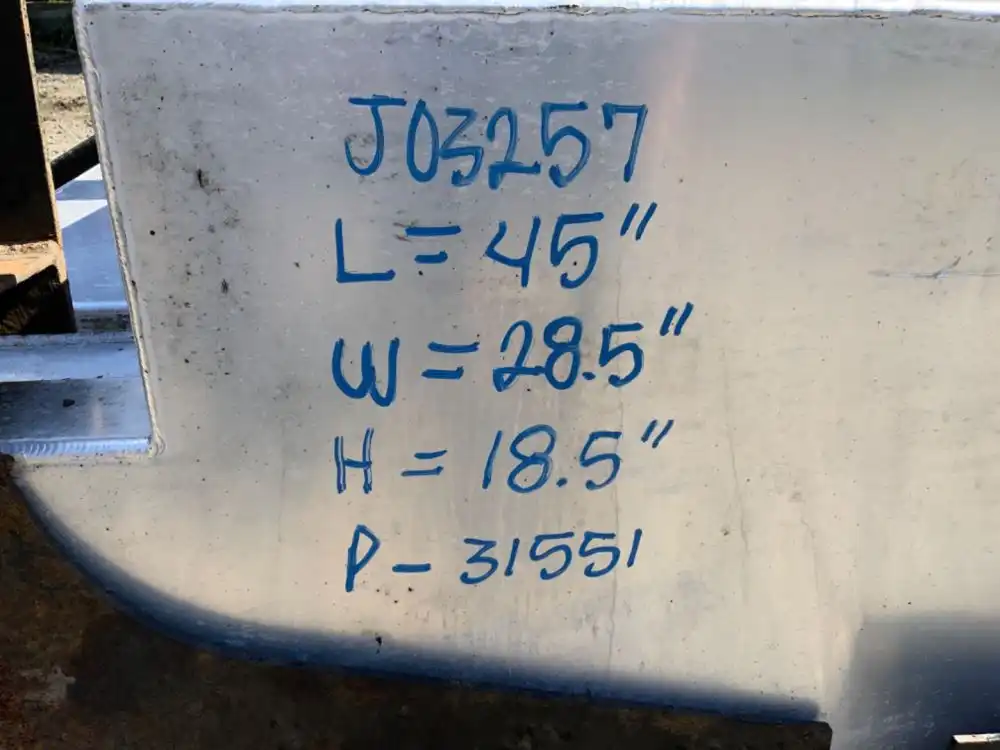 J03257
L = 45"
W = 28.5"
H = 18.5"
P - 31551